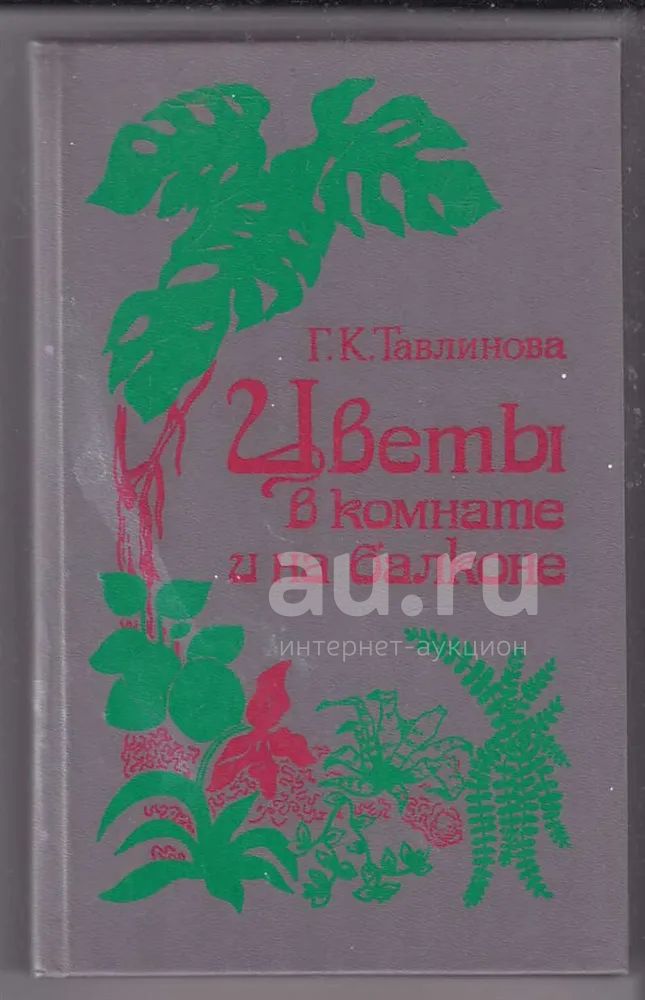 Г.К.Тавлинова
Цветы
в комнате
и на балконе
au.ru
интернет-аукцион